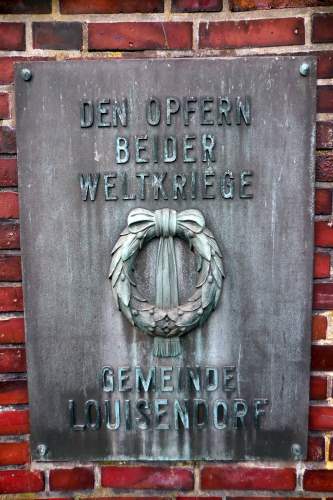 DEN OPFERN
BEIDER
WELTKRIEGE
GEMEINDE
LOUISENDORF